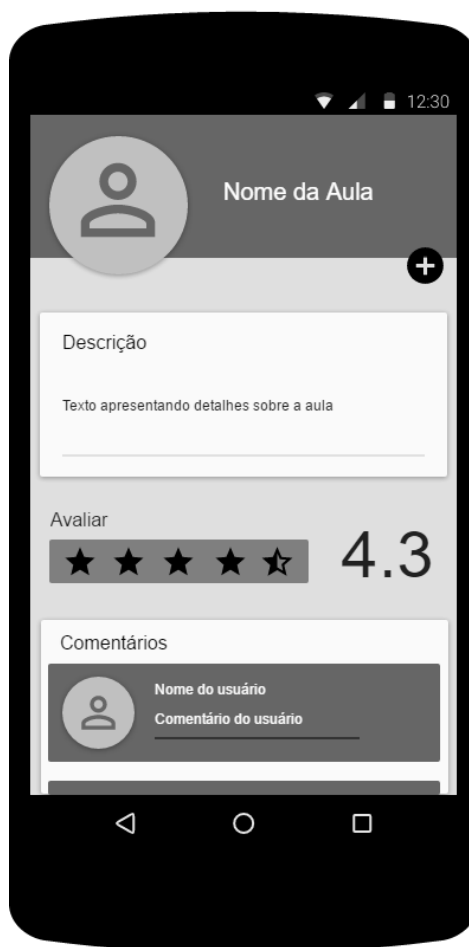 12:30
Nome da Aula
Descrição
Texto apresentando detalhes sobre a aula
Avaliar
4.3
Comentários
Nome do usuário
Comentário do usuário